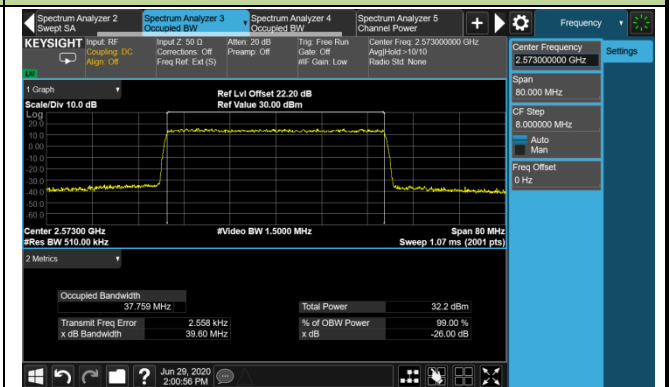 Spectrum Analyzer 2
Swept SA
Spectrum Analyzer 3
Occupied BW
Spectrum Analyzer 4
Occupied BW
Spectrum Analyzer 5
Channel Power
Frequency
KEYSIGHT
Input: RF
Coupling: DC
Align: Off
Input Z: 50 Ω
Corrections: Off
Freq Ref: Ext (S)
Atten: 20 dB
Preamp: Off
Trig: Free Run
Gate: Off
#IF Gain: Low
Center Freq: 2.573000000 GHz
Avg|Hold:>10/10
Radio Std: None
LXI
Center Frequency
2.573000000 GHz
Settings
Span
80.000 MHz
CF Step
8.000000 MHz
Auto
Man
Freq Offset
0 Hz
1 Graph
Scale/Div 10.0 dB
Ref Lvl Offset 22.20 dB
Ref Value 30.00 dBm
Log
20.0
10.0
0.00
-10.0
-20.0
-30.0
-40.0
-50.0
-60.0
Center 2.57300 GHz
#Res BW 510.00 kHz
#Video BW 1.5000 MHz
Span 80 MHz
Sweep 1.07 ms (2001 pts)
2 Metrics
Occupied Bandwidth
37.759 MHz
Total Power 32.2 dBm
Transmit Freq Error 2.558 kHz
% of OBW Power 99.00 %
x dB Bandwidth 39.60 MHz
x dB -26.00 dB
Jun 29, 2020
2:00:56 PM